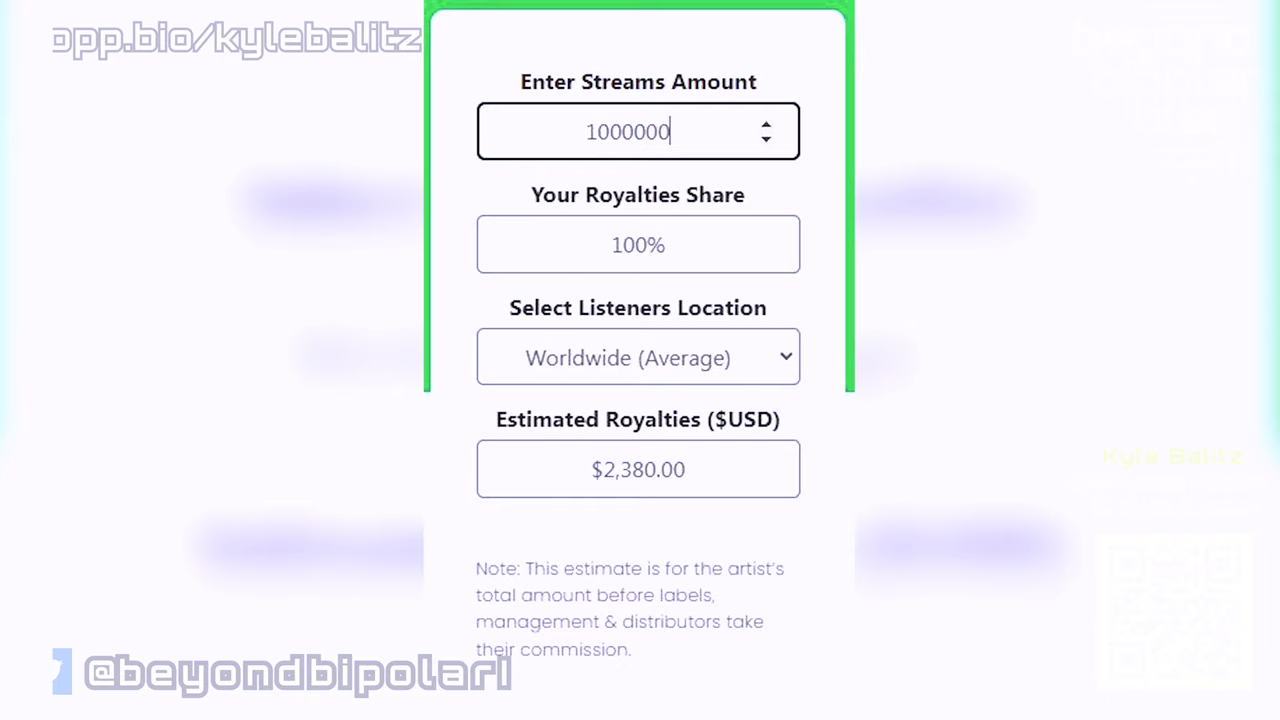 opp.bio/kylebalitz
Enter Streams Amount
1000000
Your Royalties Share
100%
Select Listeners Location
Worldwide (Average)
Estimated Royalties ($USD)
$2,380.00
Kyle Balitz
Note: This estimate is for the artist's
total amount before labels,
management & distributors take
their commission.
@beyondbipolar1